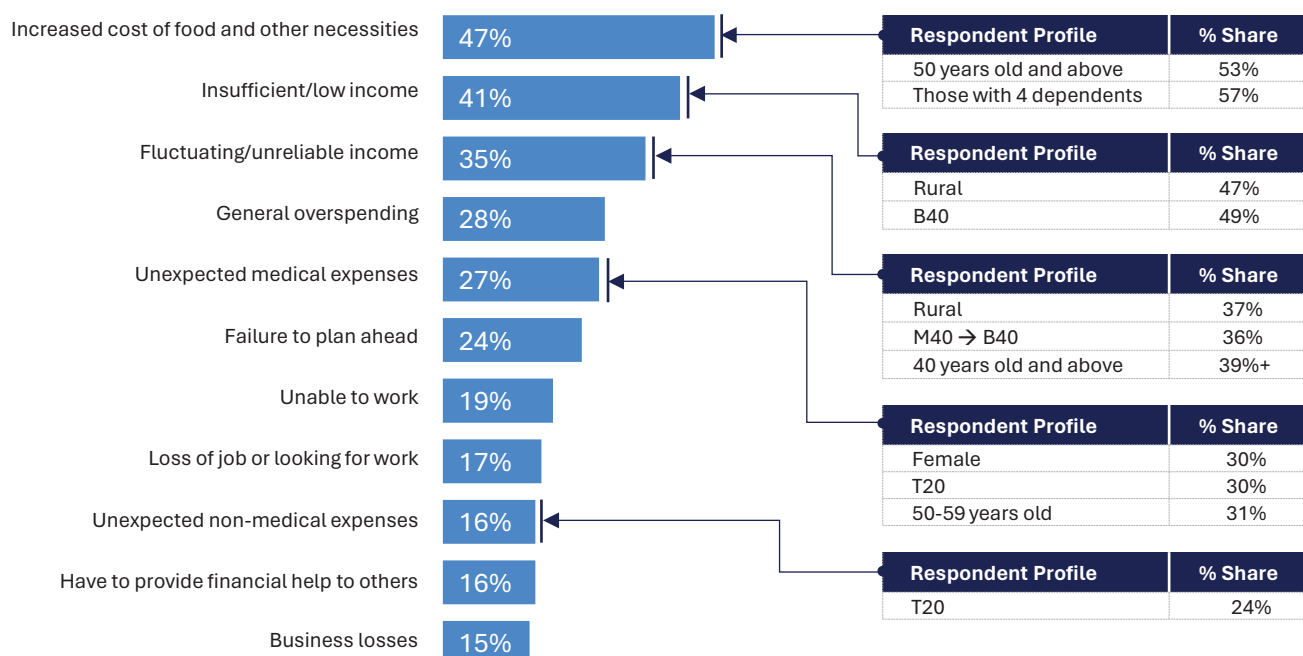 Increased cost of food and other necessities
47%
Insufficient/low income
41%
Fluctuating/unreliable income
35%
General overspending
28%
Unexpected medical expenses
27%
Failure to plan ahead
24%
Unable to work
19%
Loss of job or looking for work
17%
Unexpected non-medical expenses
16%
Have to provide financial help to others
16%
Business losses
15%
Respondent Profile % Share
50 years old and above 53%
Those with 4 dependents 57%
Respondent Profile % Share
Rural 47%
B40 49%
Respondent Profile % Share
Rural 37%
M40 → B40 36%
40 years old and above 39%+
Respondent Profile % Share
Female 30%
T20 30%
50-59 years old 31%
Respondent Profile % Share
T20 24%